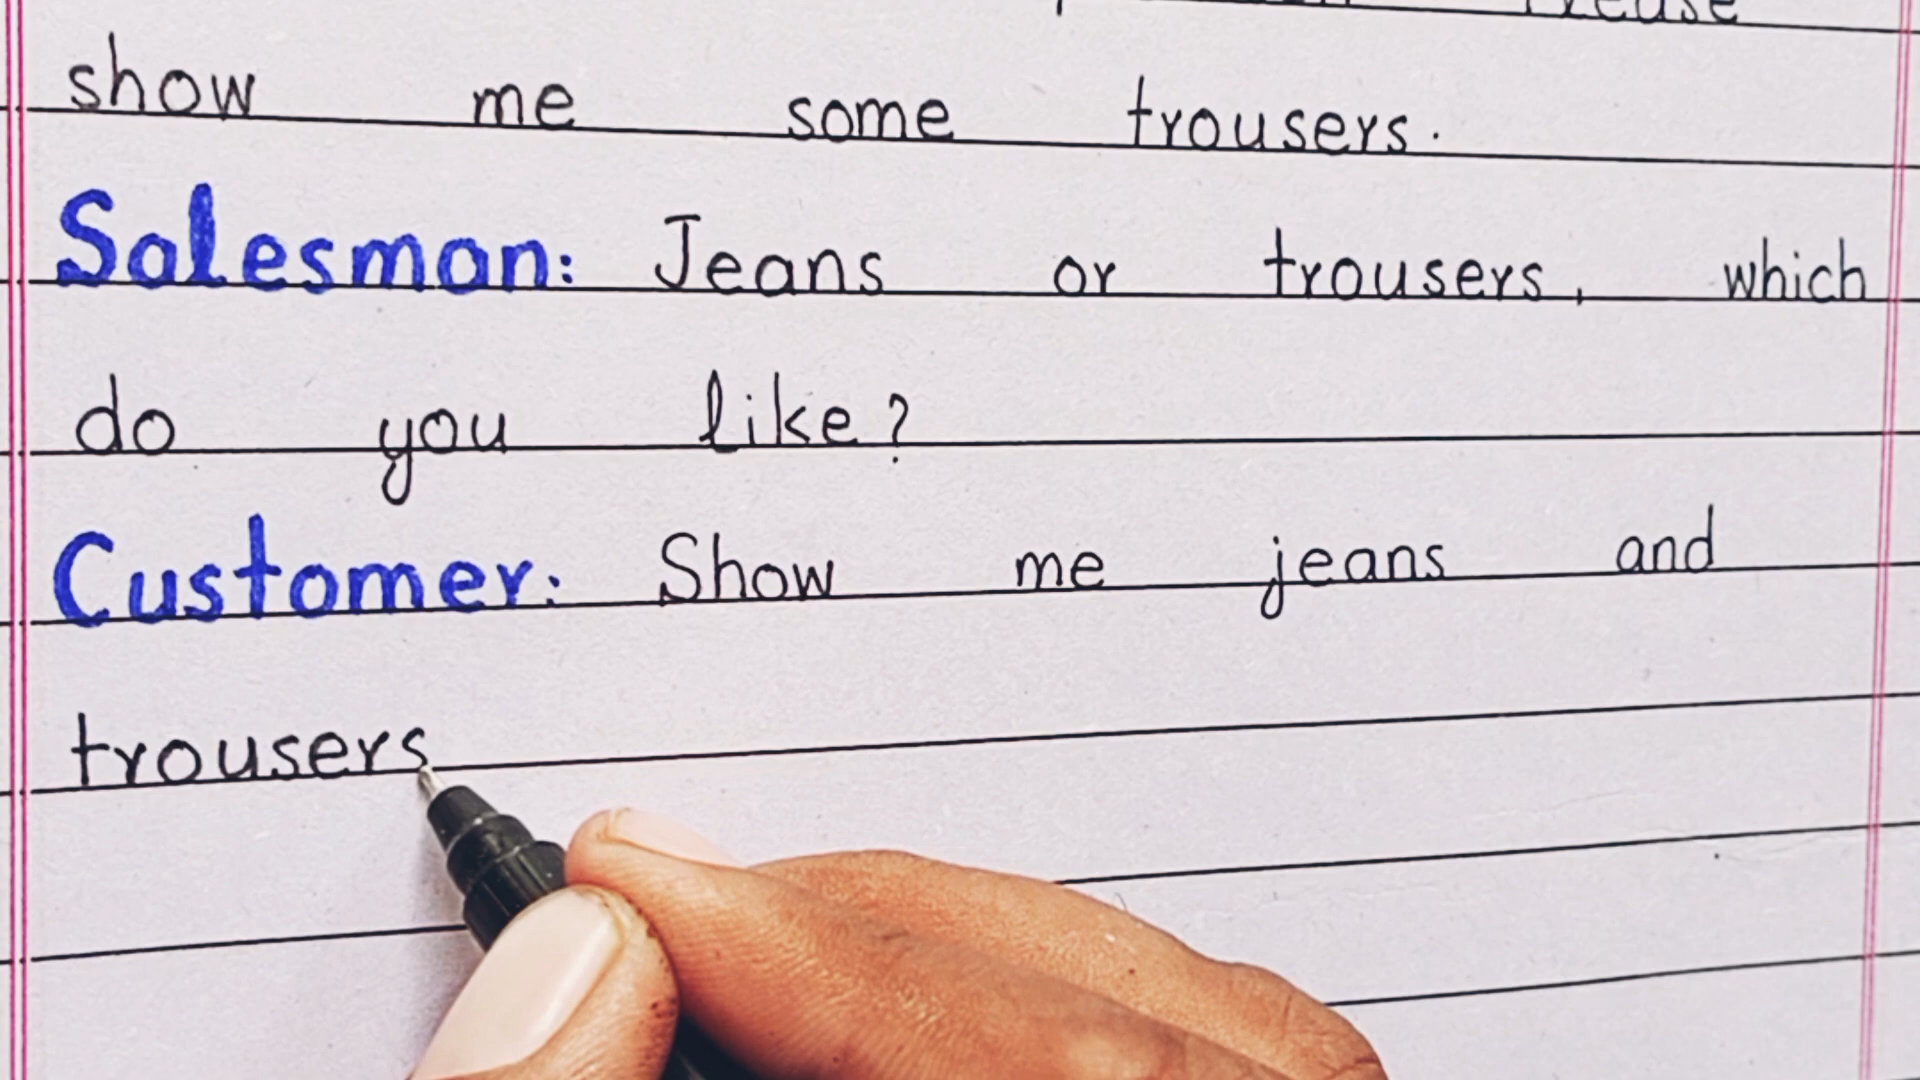 show me some trousers.
Salesman: Jeans or trousers, which
do you like?
Customer: Show me jeans and
trousers